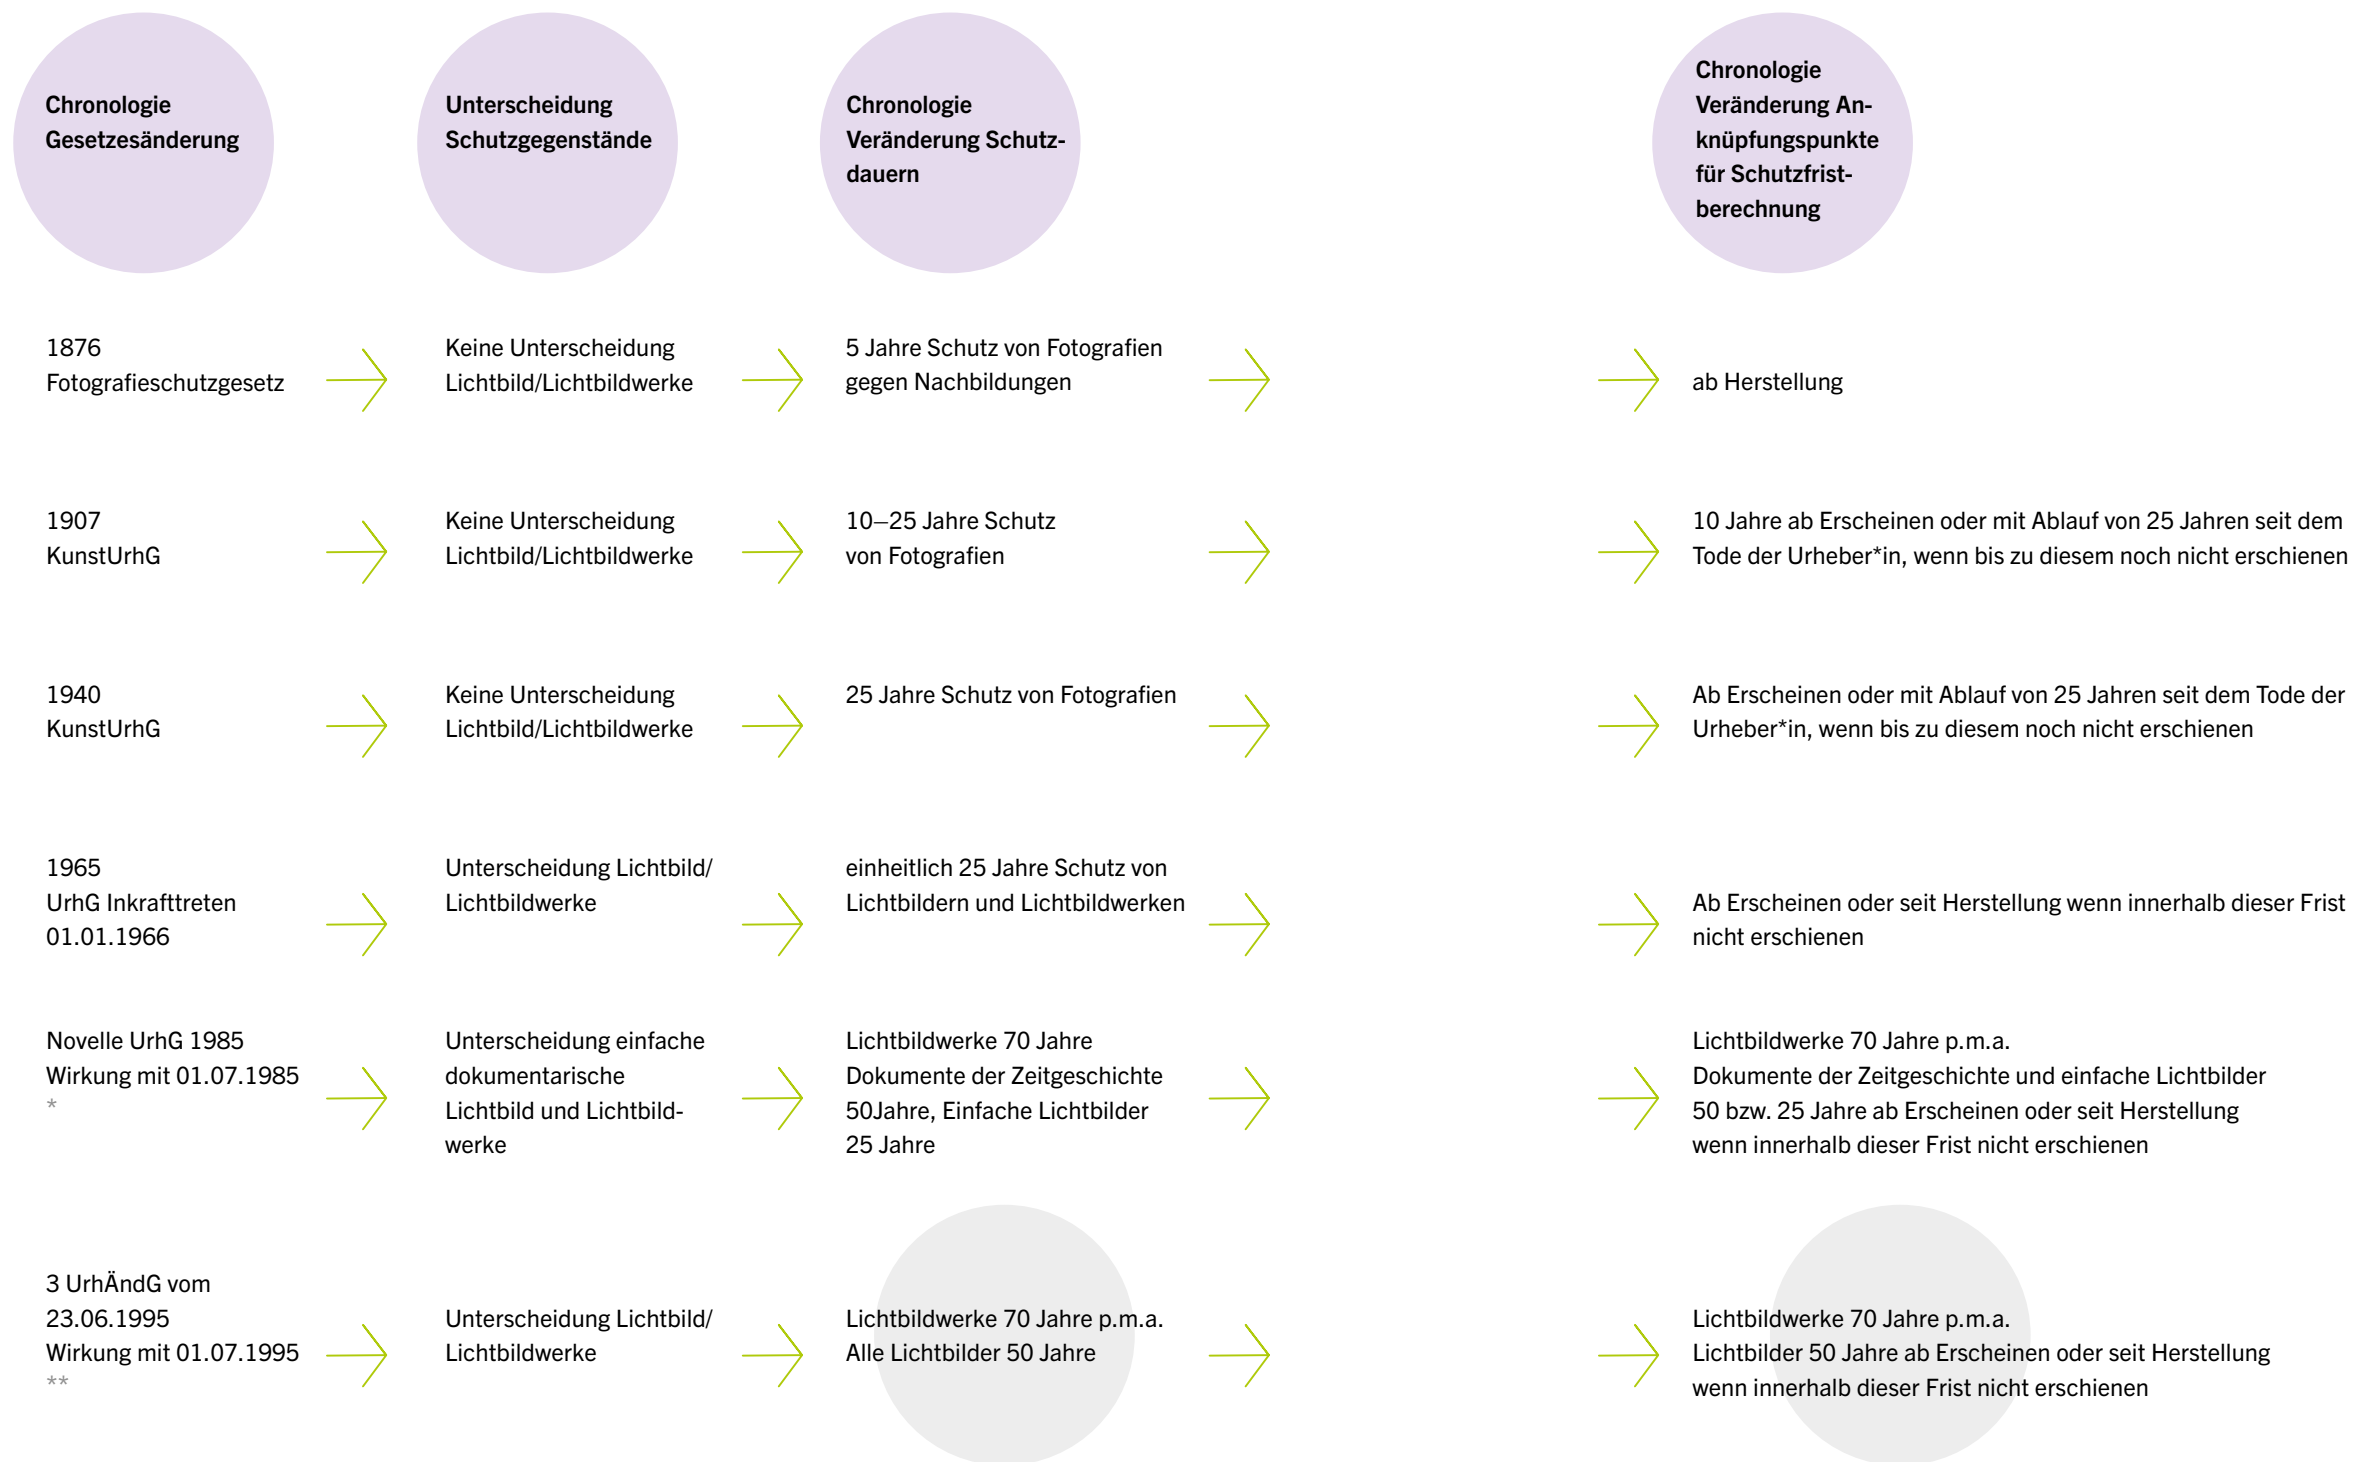 Chronologie
Gesetzesänderung
Unterscheidung
Schutzgegenstände
Chronologie
Veränderung Schutz-
dauern
Chronologie
Veränderung An-
knüpfungspunkte
für Schutzfrist-
berechnung
1876
Fotografieschutzgesetz
Keine Unterscheidung
Lichtbild/Lichtbildwerke
5 Jahre Schutz von Fotografien
gegen Nachbildungen
ab Herstellung
1907
KunstUrhG
Keine Unterscheidung
Lichtbild/Lichtbildwerke
10–25 Jahre Schutz
von Fotografien
10 Jahre ab Erscheinen oder mit Ablauf von 25 Jahren seit dem
Tode der Urheber*in, wenn bis zu diesem noch nicht erschienen
1940
KunstUrhG
Keine Unterscheidung
Lichtbild/Lichtbildwerke
25 Jahre Schutz von Fotografien
Ab Erscheinen oder mit Ablauf von 25 Jahren seit dem Tode der
Urheber*in, wenn bis zu diesem noch nicht erschienen
1965
UrhG Inkrafttreten
01.01.1966
Unterscheidung Lichtbild/
Lichtbildwerke
einheitlich 25 Jahre Schutz von
Lichtbildern und Lichtbildwerken
Ab Erscheinen oder seit Herstellung wenn innerhalb dieser Frist
nicht erschienen
Novelle UrhG 1985
Wirkung mit 01.07.1985
*
Unterscheidung einfache
dokumentarische
Lichtbild und Lichtbild-
werke
Lichtbildwerke 70 Jahre
Dokumente der Zeitgeschichte
50Jahre, Einfache Lichtbilder
25 Jahre
Lichtbildwerke 70 Jahre p.m.a.
Dokumente der Zeitgeschichte und einfache Lichtbilder
50 bzw. 25 Jahre ab Erscheinen oder seit Herstellung
wenn innerhalb dieser Frist nicht erschienen
3 UrhÄndG vom
23.06.1995
Wirkung mit 01.07.1995
**
Unterscheidung Lichtbild/
Lichtbildwerke
Lichtbildwerke 70 Jahre p.m.a.
Alle Lichtbilder 50 Jahre
Lichtbildwerke 70 Jahre p.m.a.
Lichtbilder 50 Jahre ab Erscheinen oder seit Herstellung
wenn innerhalb dieser Frist nicht erschienen